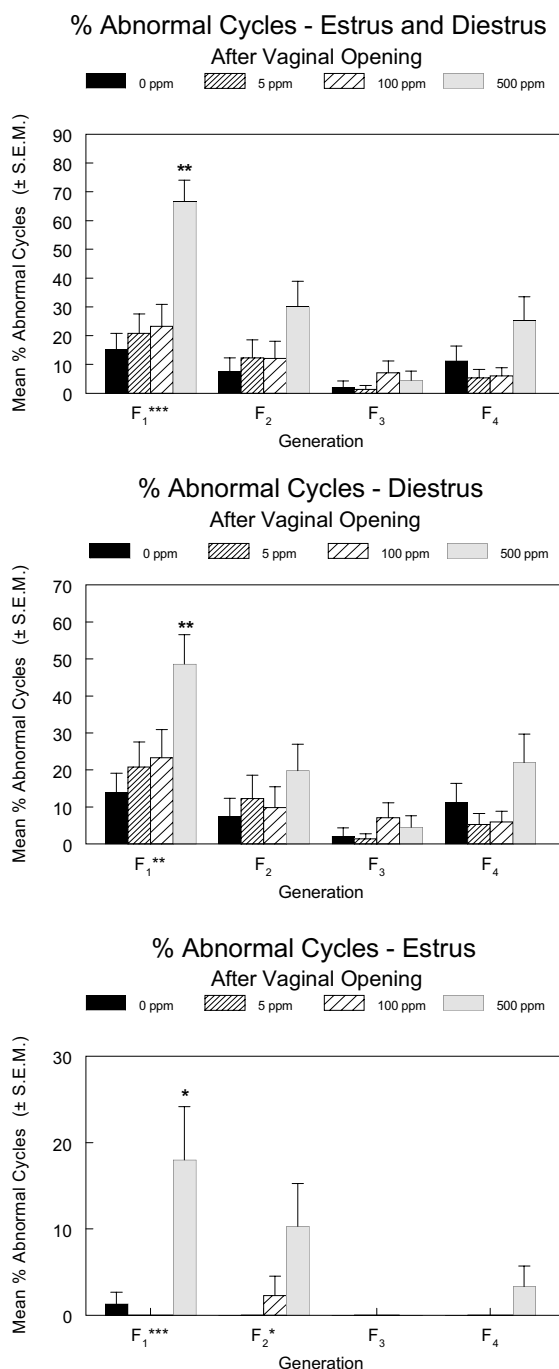 % Abnormal Cycles - Estrus and Diestrus
After Vaginal Opening
0 ppm 5 ppm 100 ppm 500 ppm
Mean % Abnormal Cycles (± S.E.M.)
90
80
70
60
50
40
30
20
10
0
**
F1*** F2 F3 F4
Generation
% Abnormal Cycles - Diestrus
After Vaginal Opening
0 ppm 5 ppm 100 ppm 500 ppm
Mean % Abnormal Cycles (± S.E.M.)
70
60
50
40
30
20
10
0
**
F1** F2 F3 F4
Generation
% Abnormal Cycles - Estrus
After Vaginal Opening
0 ppm 5 ppm 100 ppm 500 ppm
Mean % Abnormal Cycles (± S.E.M.)
30
20
10
0
*
F1*** F2* F3 F4
Generation